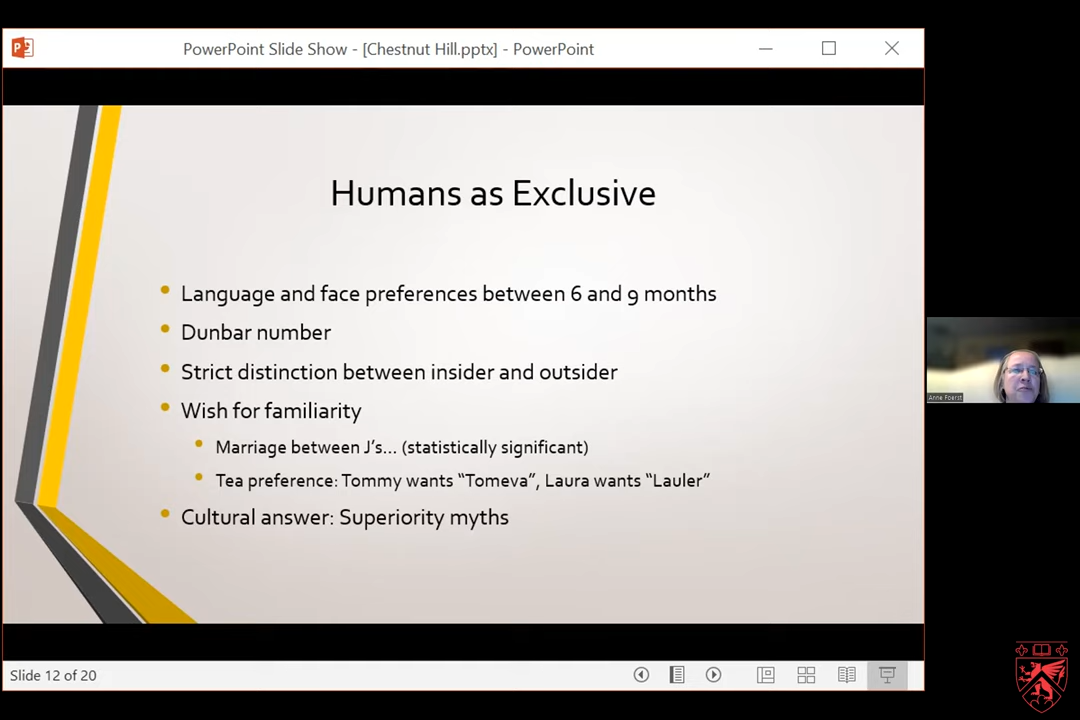 PowerPoint Slide Show - [Chestnut Hill.pptx] - PowerPoint
Humans as Exclusive
Language and face preferences between 6 and 9 months
Dunbar number
Strict distinction between insider and outsider
Wish for familiarity
Marriage between J's... (statistically significant)
Tea preference: Tommy wants “Tomeva”, Laura wants “Lauler”
Cultural answer: Superiority myths
Anne Foerst
Slide 12 of 20